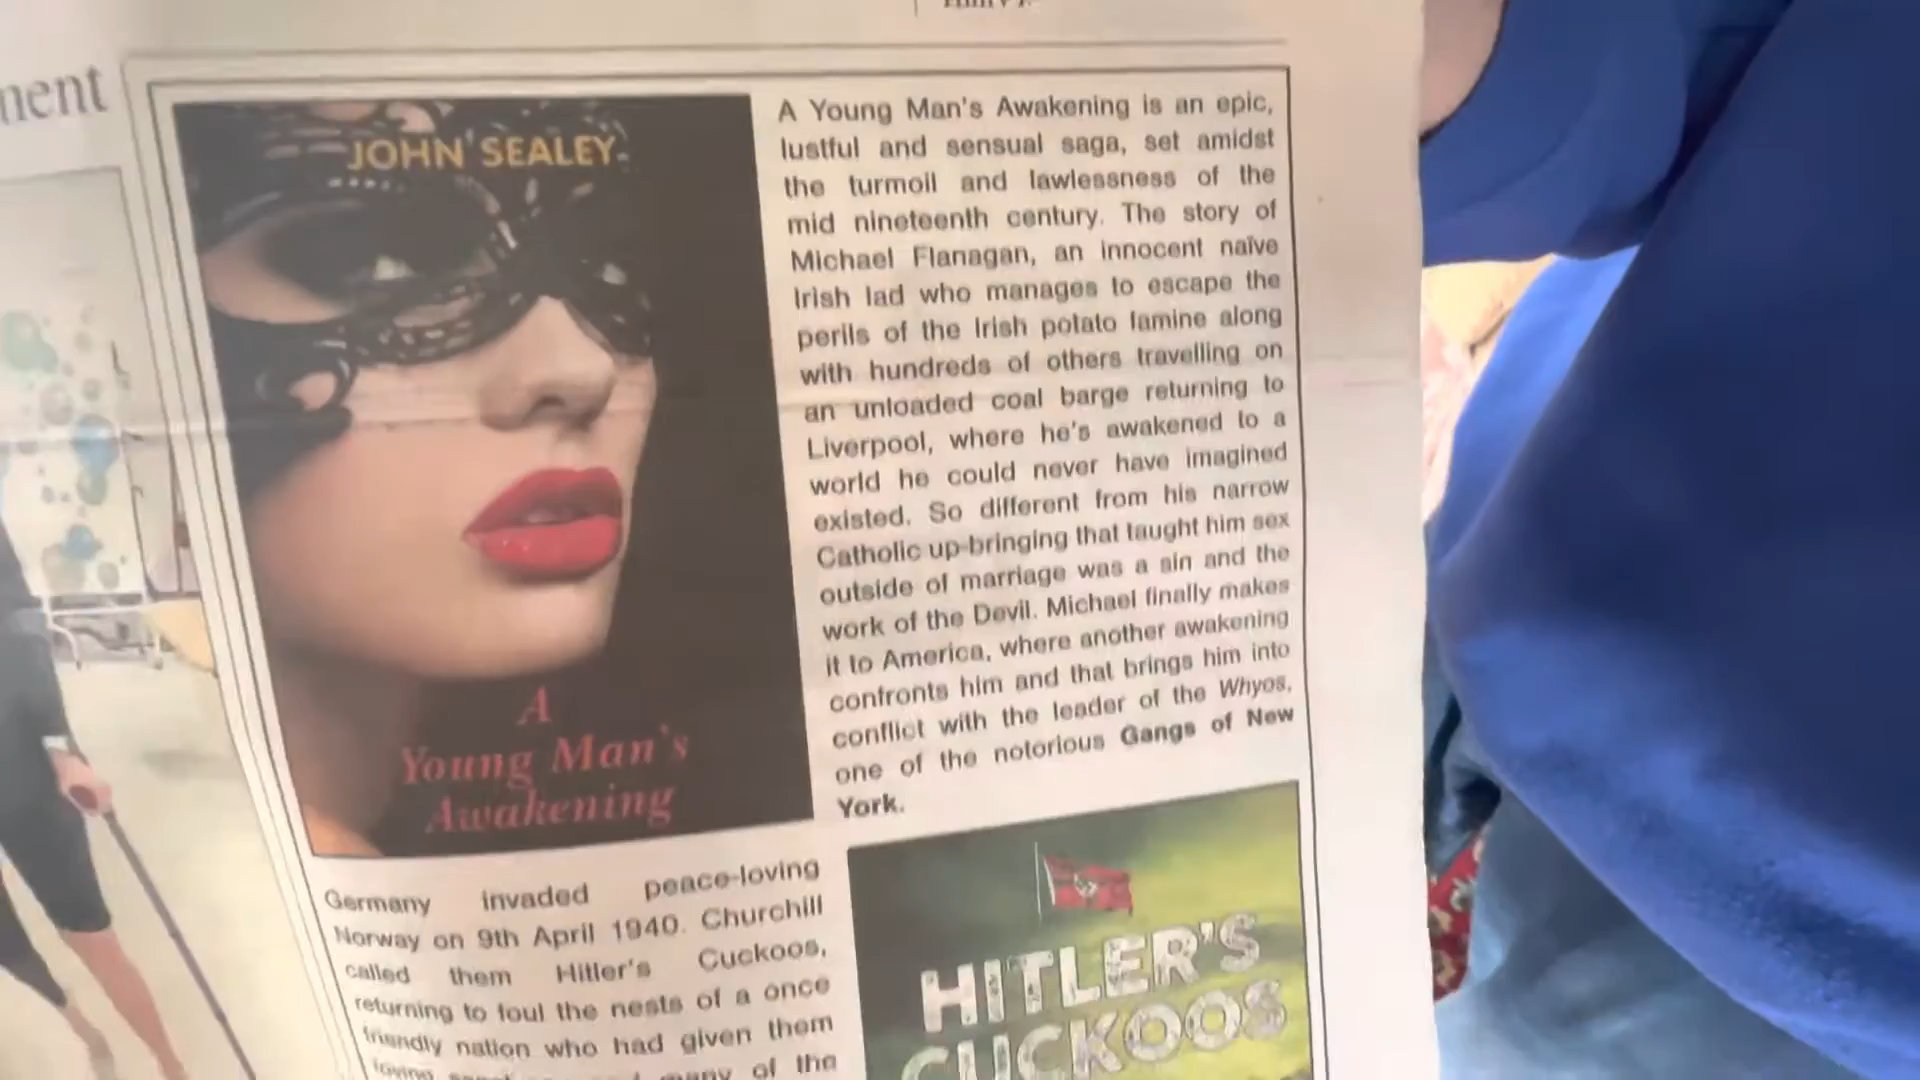 nent
JOHN SEALEY
A
Young Man's
Awakening
A Young Man's Awakening is an epic,
lustful and sensual saga, set amidst
the turmoil and lawlessness of the
mid nineteenth century. The story of
Michael Flanagan, an innocent naïve
Irish lad who manages to escape the
perils of the Irish potato famine along
with hundreds of others travelling on
an unloaded coal barge returning to
Liverpool, where he's awakened to a
world he could never have imagined
existed. So different from his narrow
Catholic up-bringing that taught him sex
outside of marriage was a sin and the
work of the Devil. Michael finally makes
it to America, where another awakening
confronts him and that brings him into
conflict with the leader of the Whyos,
one of the notorious Gangs of New
York.
Germany invaded peace-loving
Norway on 9th April 1940. Churchill
called them Hitler's Cuckoos,
returning to foul the nests of a once
friendly nation who had given them
loving many of the
HITLER'S
CUCKOOS